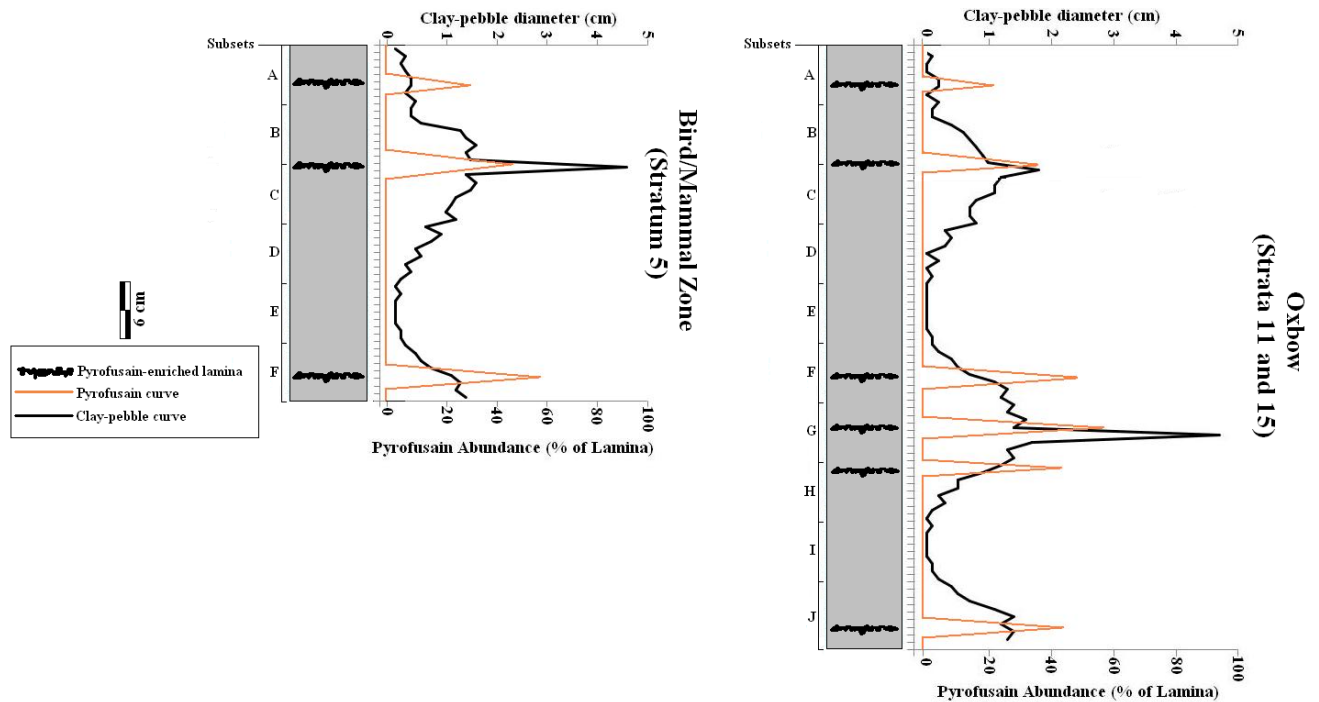 Clay-pebble diameter (cm)
0 1 2 3 4 5
Subsets
A
B
C
D
E
F
0 20 60 60 80 100
Pyrofusain Abundance (% of Lamina)
Bird/Mammal Zone
(Stratum 5)
6 cm
Pyrofusain-enriched lamina
Pyrofusain curve
Clay-pebble curve
Clay-pebble diameter (cm)
0 1 2 3 4 5
Subsets
A
B
C
D
E
F
G
H
I
J
0 20 40 60 80 100
Pyrofusain Abundance (% of Lamina)
Oxbow
(Strata 11 and 15)